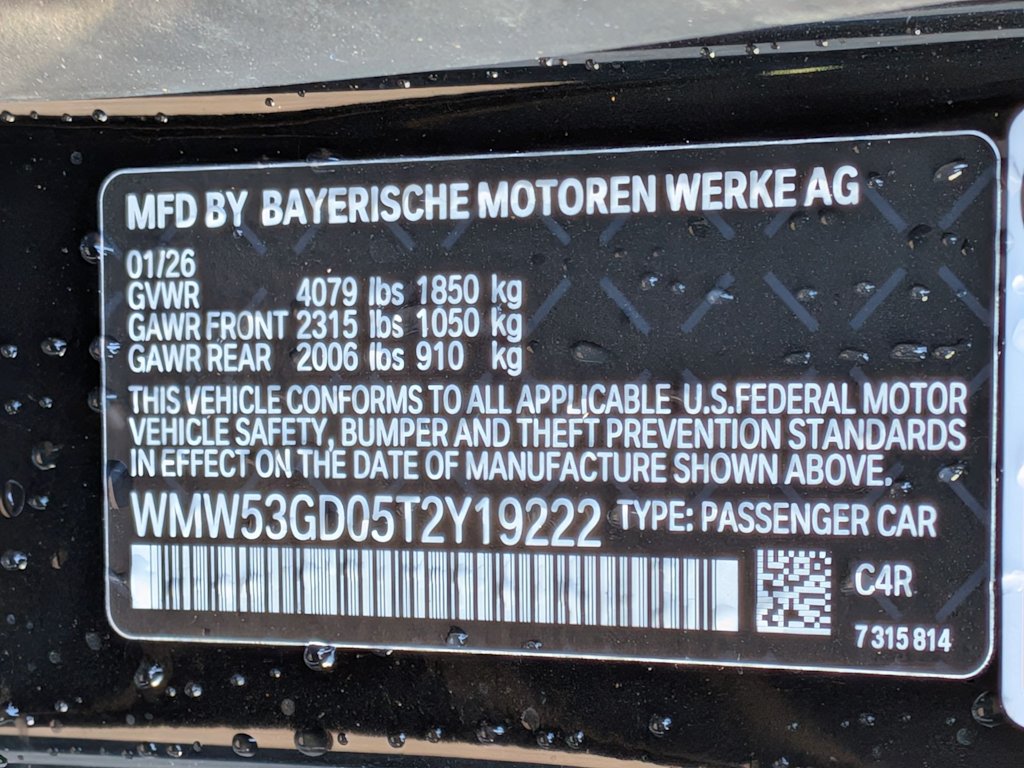 MFD BY BAYERISCHE MOTOREN WERKE AG
01/26
GVWR 4079 lbs 1850 kg
GAWR FRONT 2315 lbs 1050 kg
GAWR REAR 2006 lbs 910 kg
THIS VEHICLE CONFORMS TO ALL APPLICABLE U.S.FEDERAL MOTOR
VEHICLE SAFETY, BUMPER AND THEFT PREVENTION STANDARDS
IN EFFECT ON THE DATE OF MANUFACTURE SHOWN ABOVE.
WMW53GD05T2Y19222 TYPE: PASSENGER CAR
C4R
7 315 814